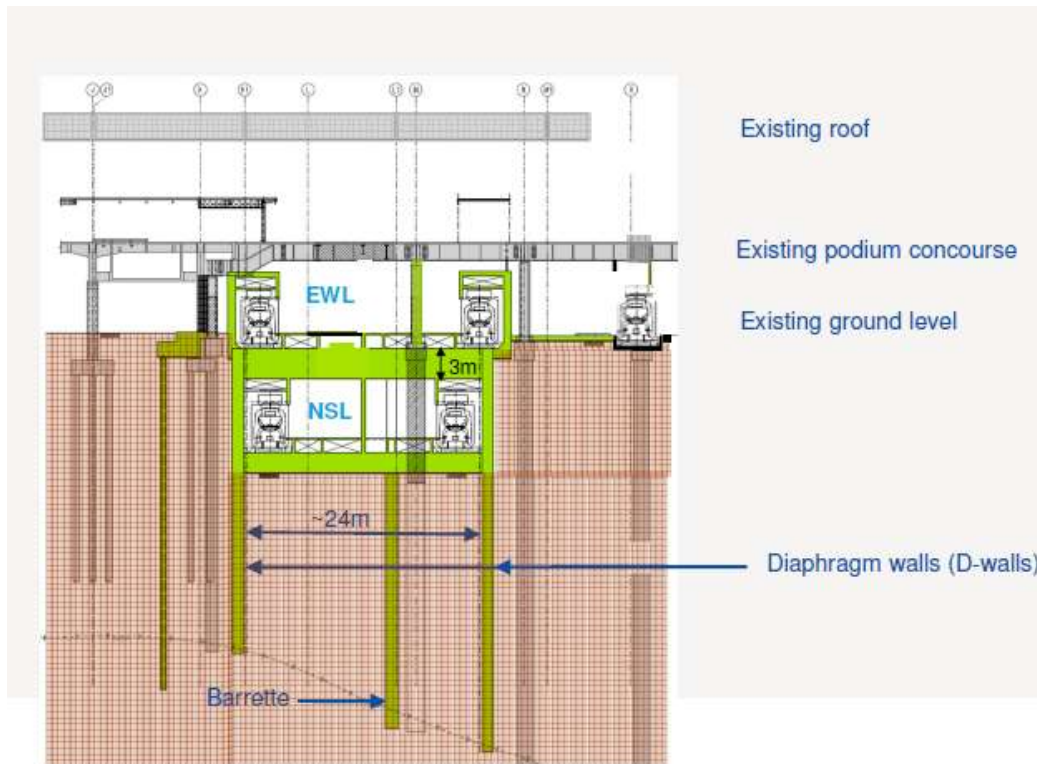 Existing roof
Existing podium concourse
EWL
Existing ground level
3m
NSL
~24m
Diaphragm walls (D-walls)
Barrette